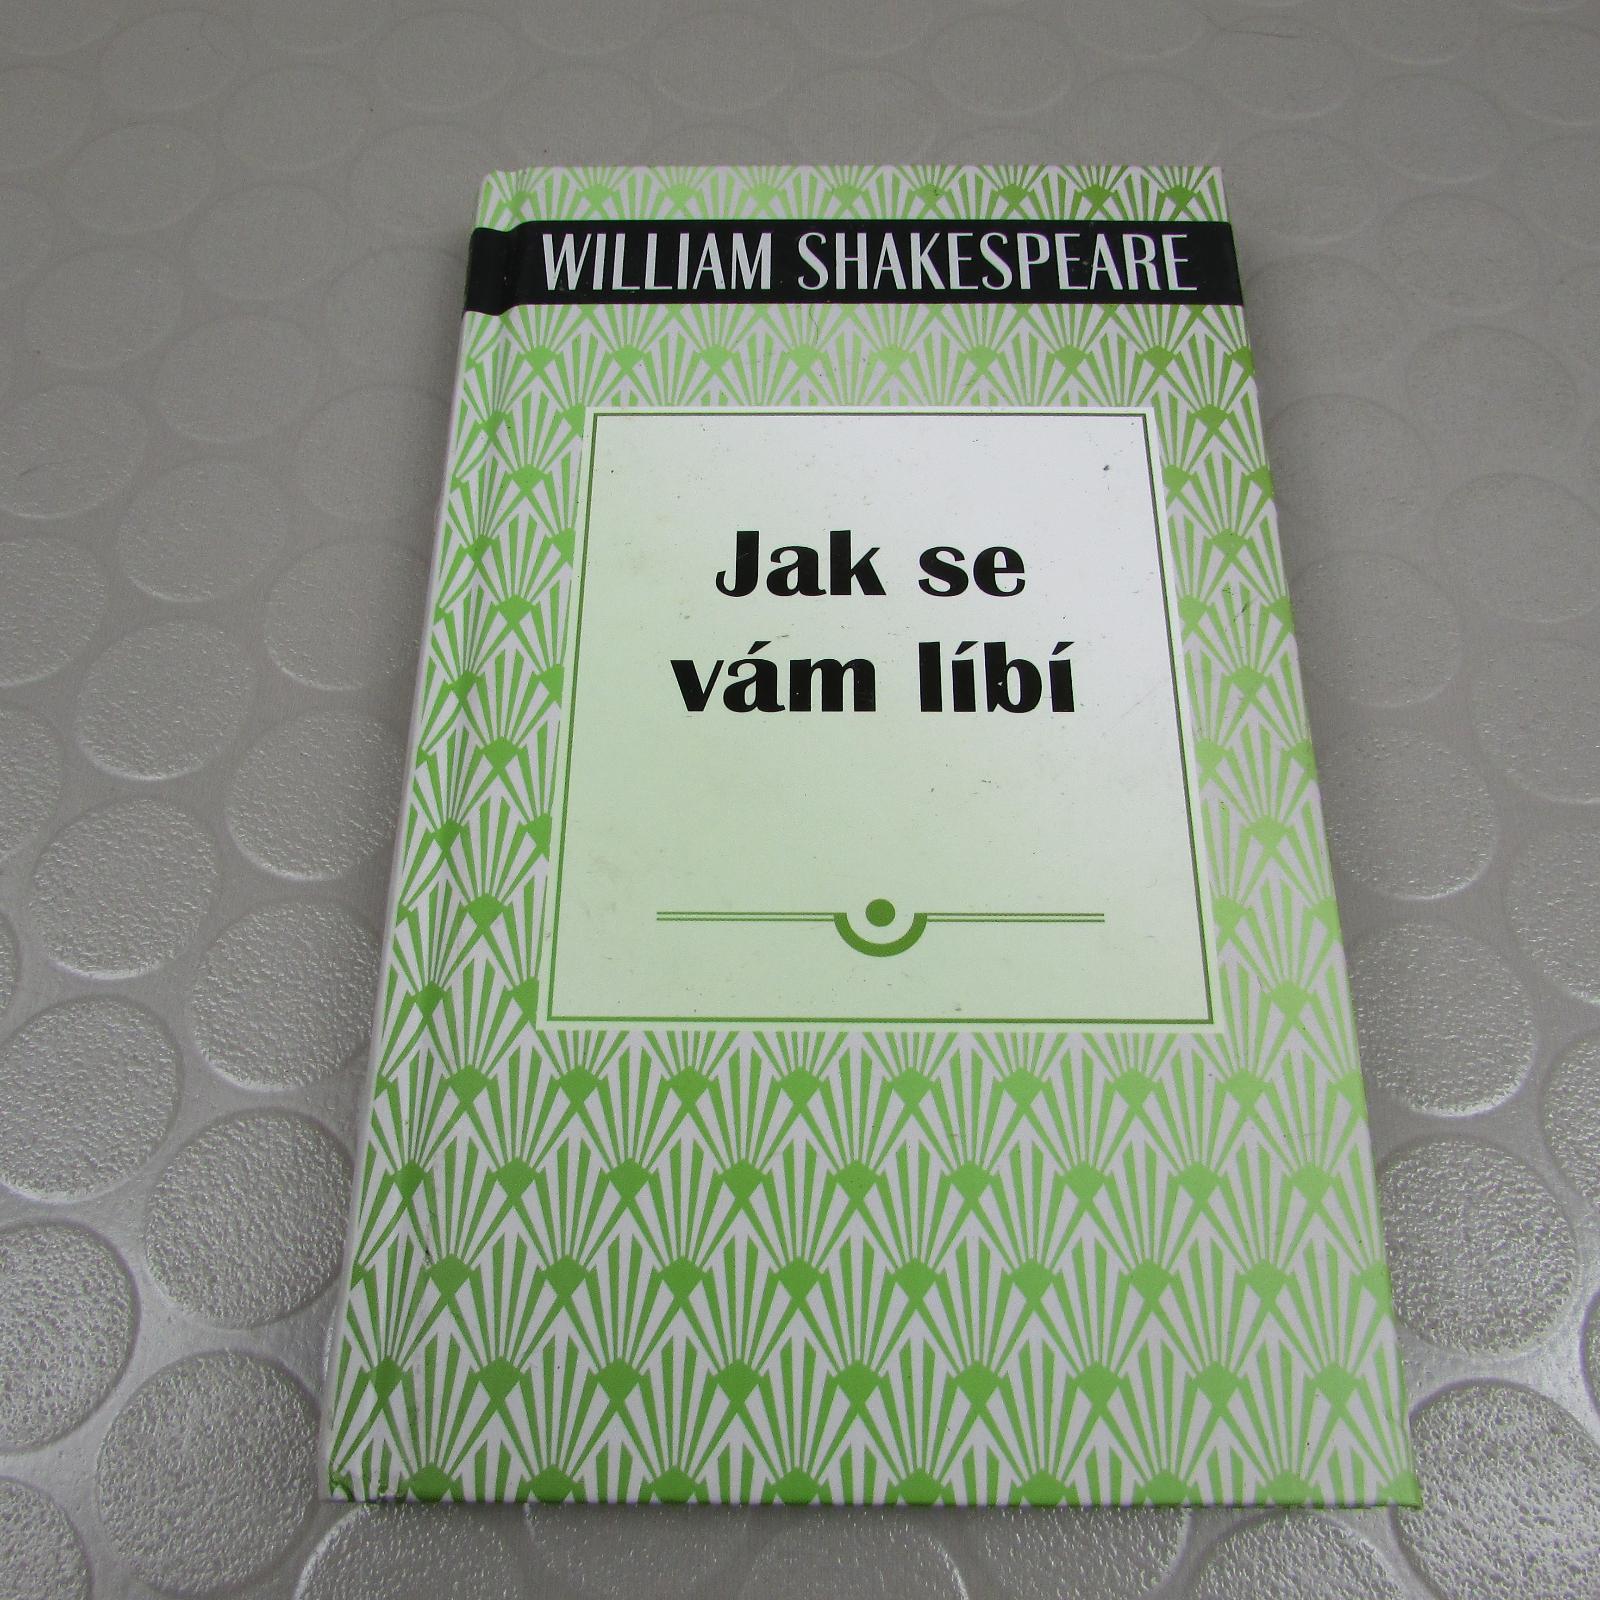 WILLIAM SHAKESPEARE
Jak se
vám líbí